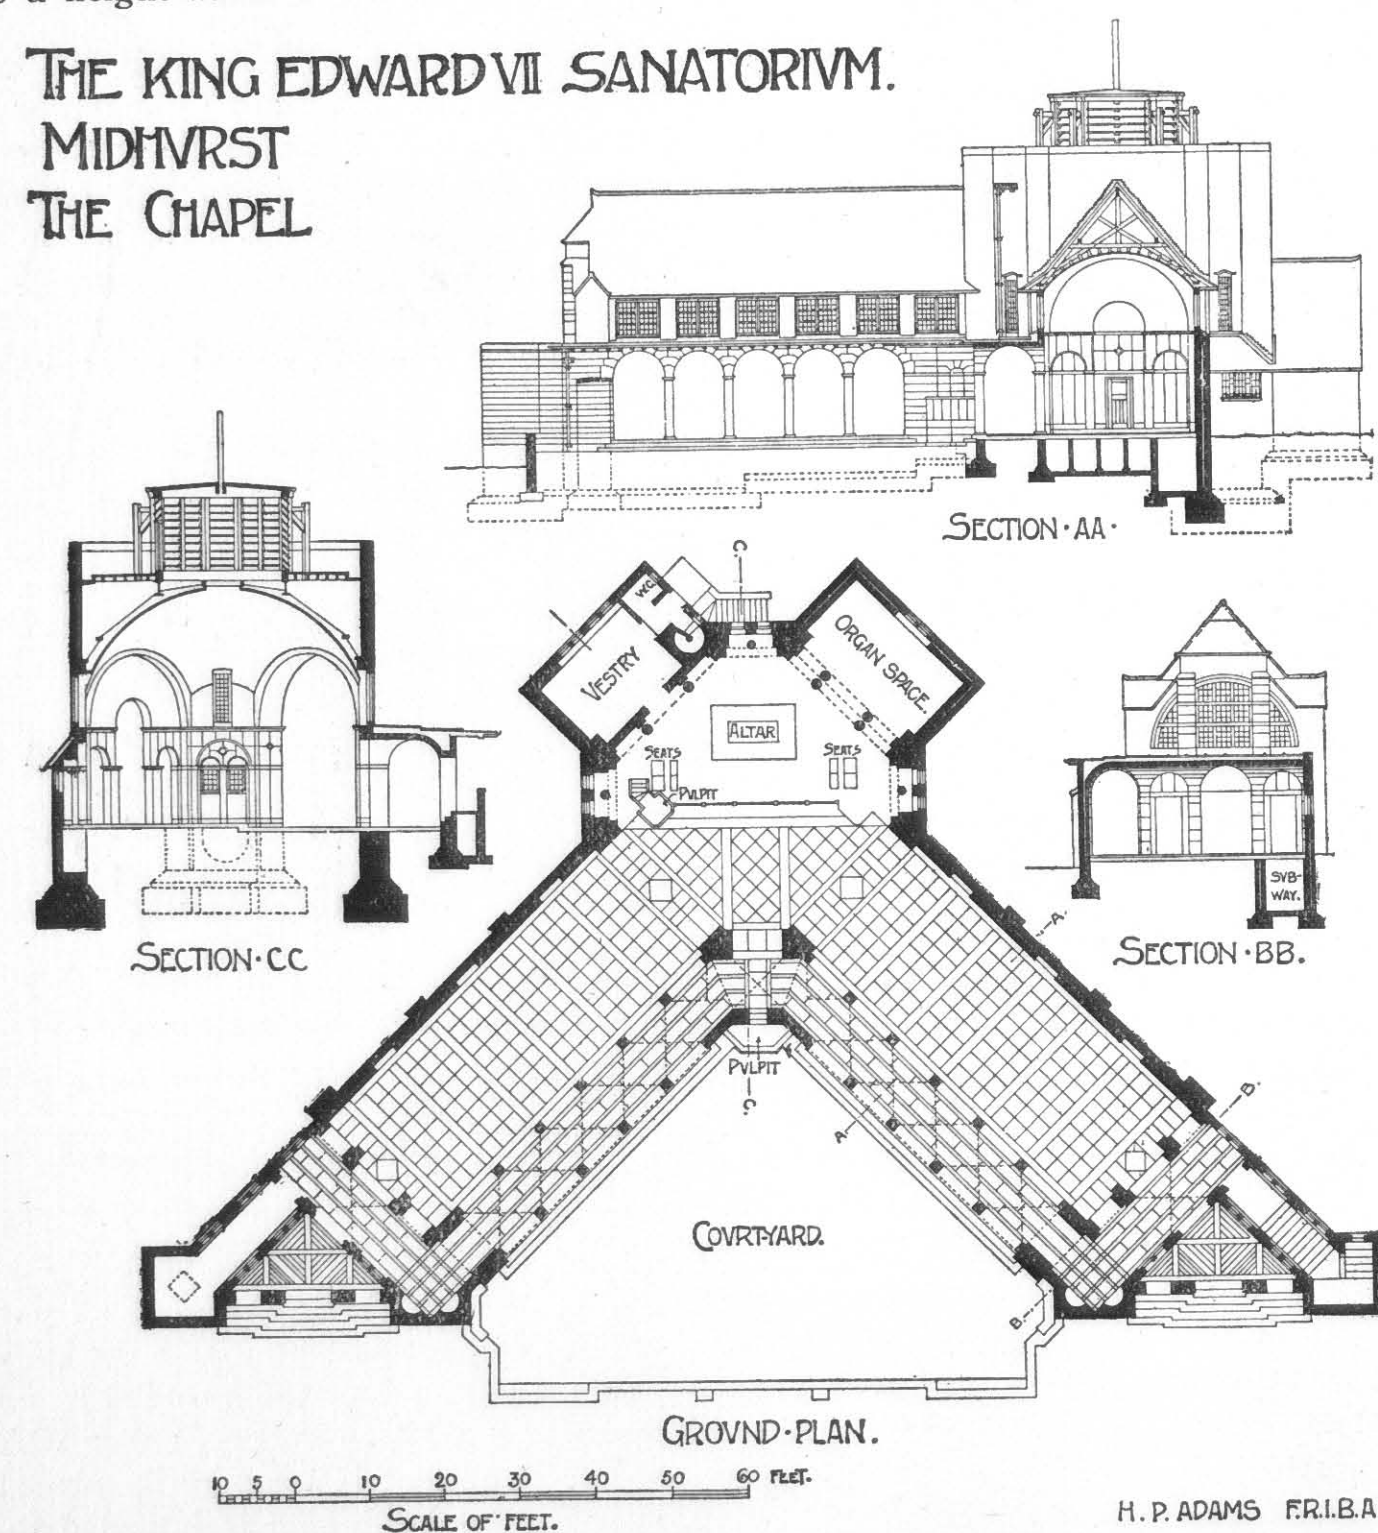 THE KING EDWARD VII SANATORIVM.
MIDHVRST
THE CHAPEL
SECTION·AA·
SECTION·CC
C.
W.C.
VESTRY
ORGAN SPACE.
ALTAR
SEATS
SEATS
PVLPIT
SVB-
WAY.
SECTION·BB.
A.
B.
PVLPIT
C.
A
COVRT-YARD.
B.
GROVND·PLAN.
10 5 0 10 20 30 40 50 60 FEET.
SCALE OF FEET.
H. P. ADAMS F.R.I.B.A